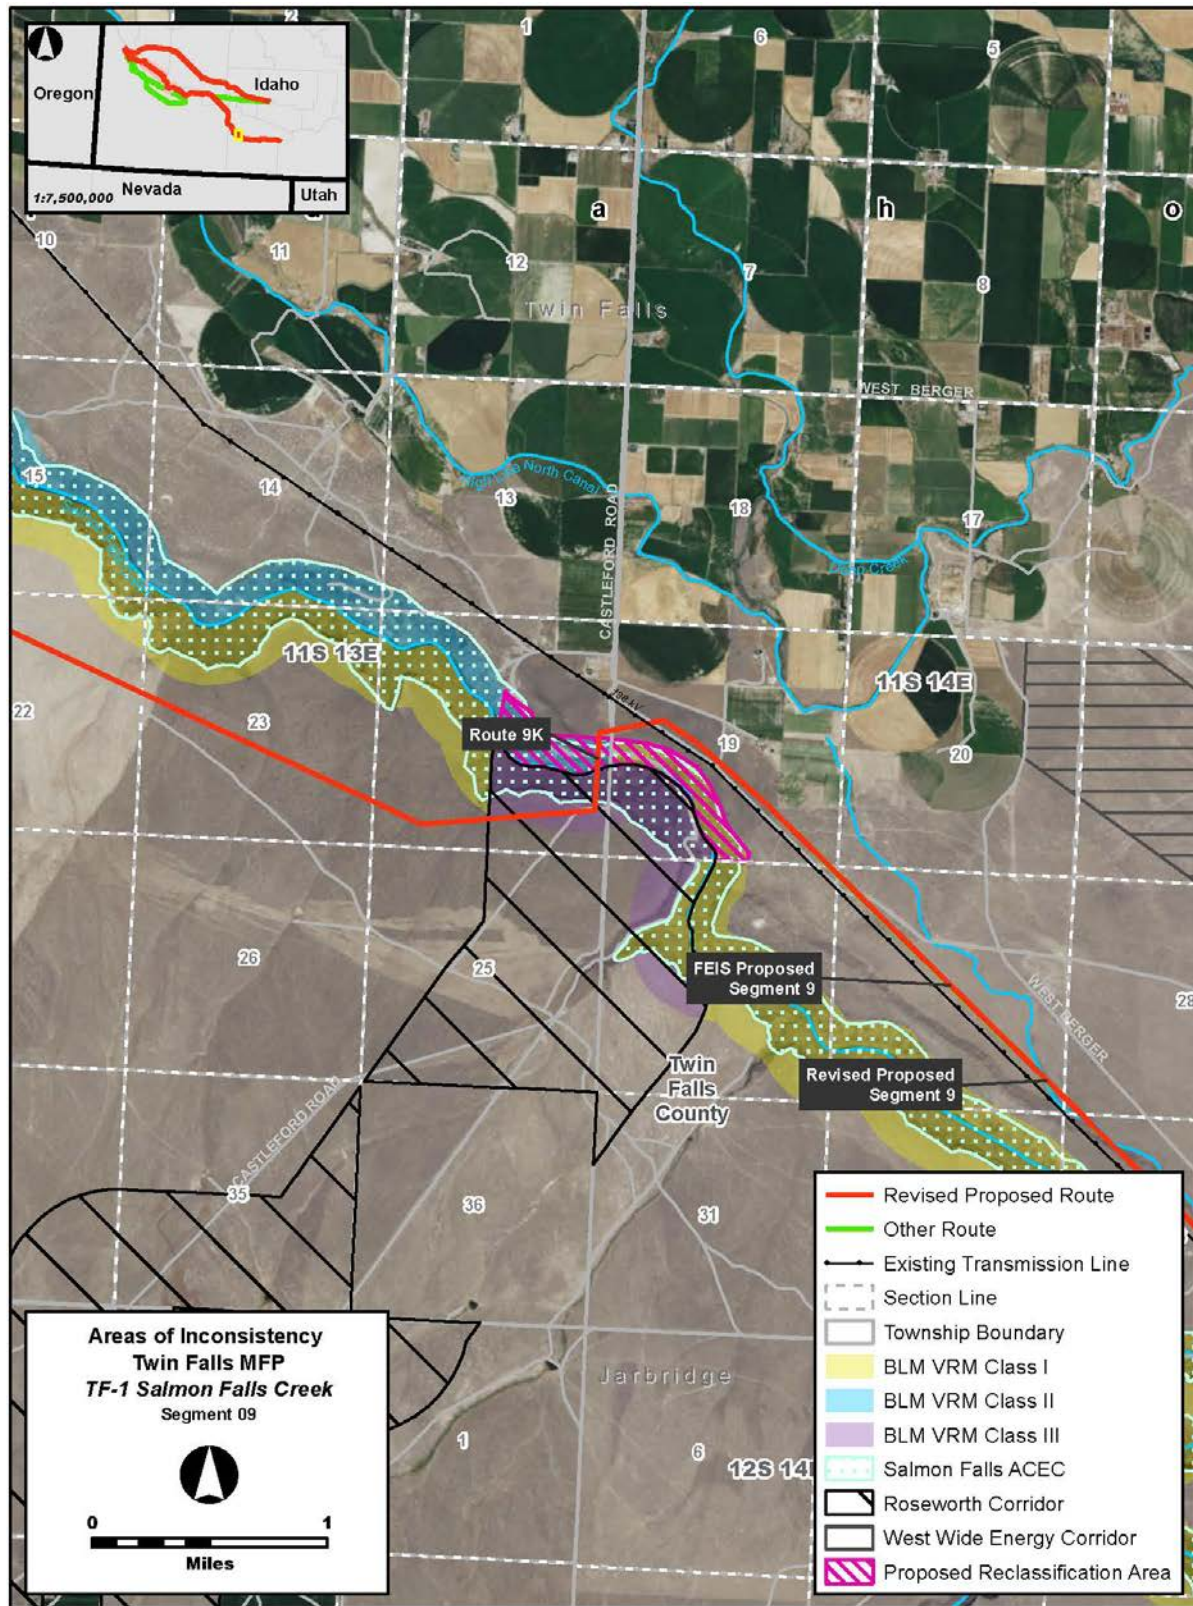 2
1
6
5
Oregon
Idaho
Nevada
Utah
1:7,500,000
a
h
o
10
11
12
7
8
Twin Falls
WEST BERGER
15
14
High Line North Canal
13
18
17
CASTLEFORD ROAD
Deep Creek
11S 13E
11S 14E
22
23
138 kV
Route 9K
19
20
26
25
FEIS Proposed
Segment 9
28
WEST BERGER
Revised Proposed
Segment 9
Twin
Falls
County
CASTLEFORD ROAD
35
36
31
Jarbridge
1
6
12S 14
Areas of Inconsistency
Twin Falls MFP
TF-1 Salmon Falls Creek
Segment 09
0
1
Miles
Revised Proposed Route
Other Route
Existing Transmission Line
Section Line
Township Boundary
BLM VRM Class I
BLM VRM Class II
BLM VRM Class III
Salmon Falls ACEC
Roseworth Corridor
West Wide Energy Corridor
Proposed Reclassification Area